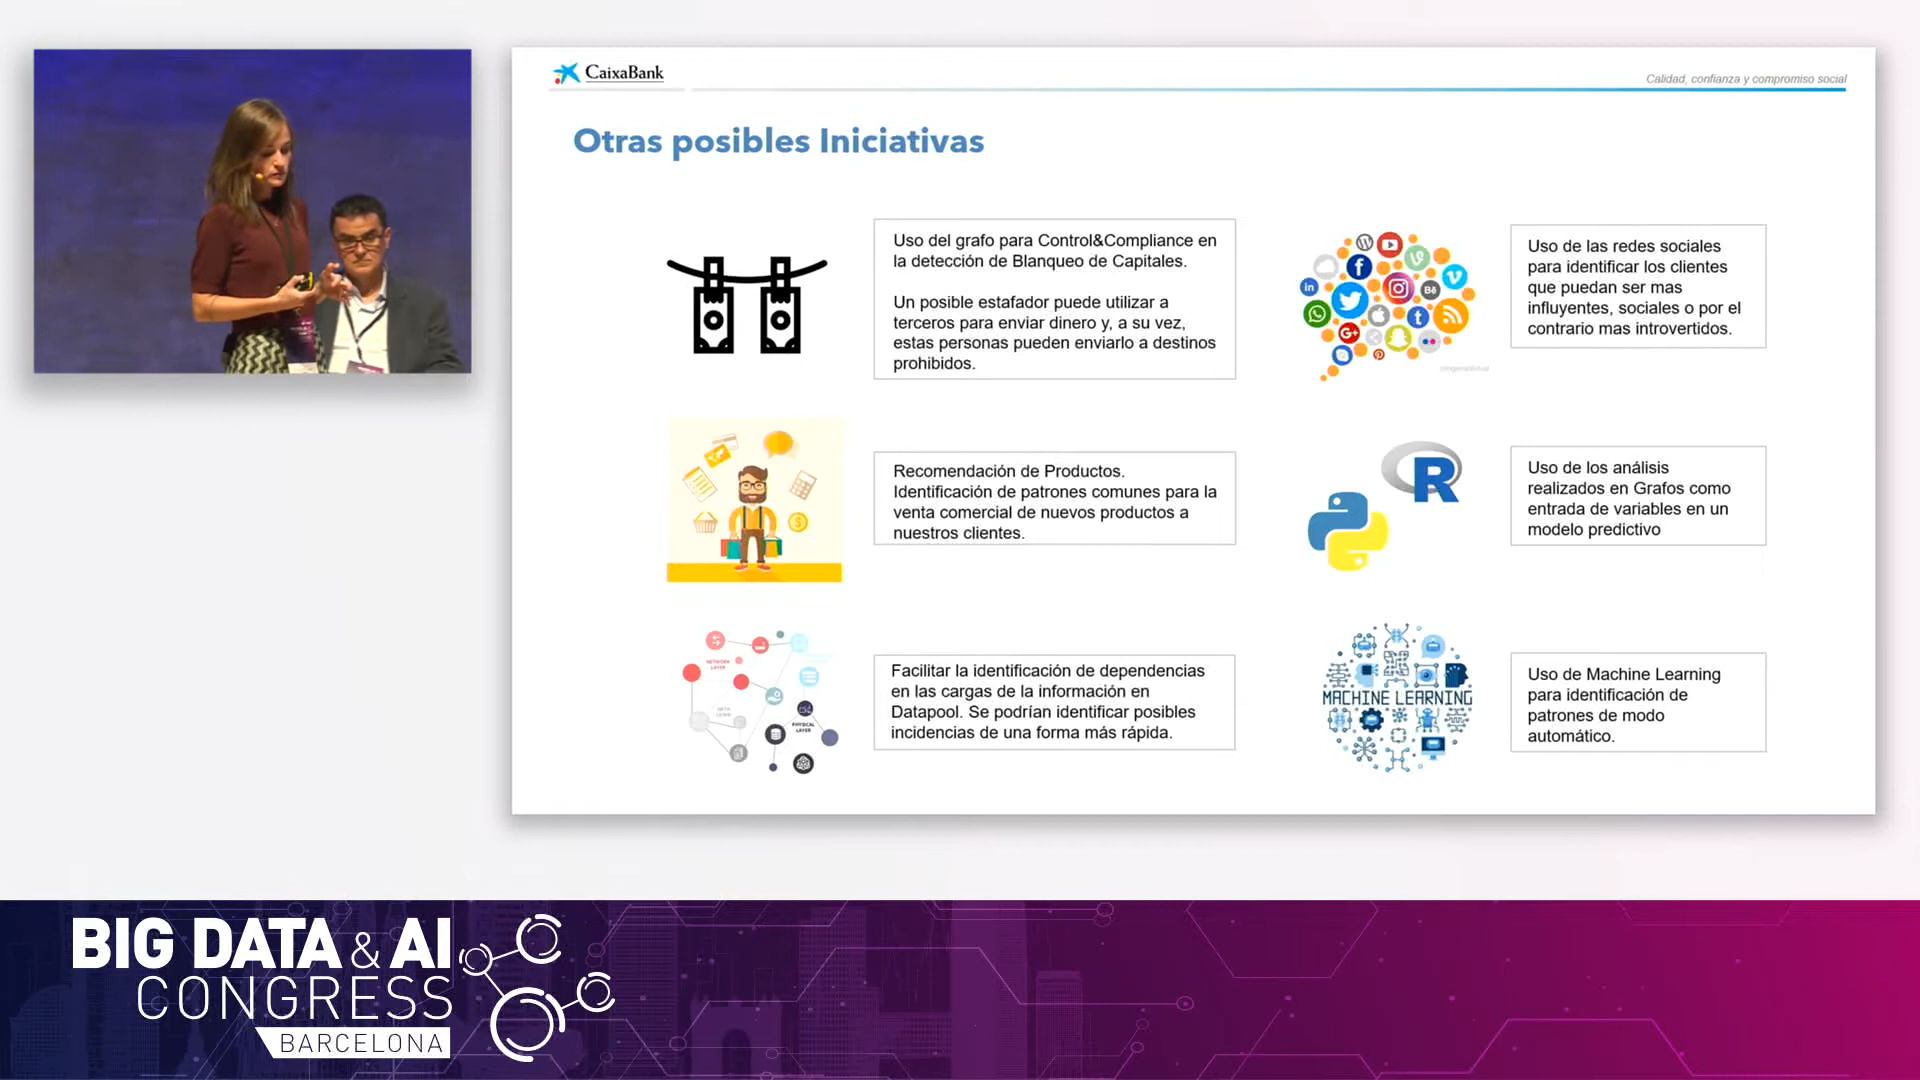 CaixaBank
Calidad, confianza y compromiso social
Otras posibles Iniciativas
Uso del grafo para Control&Compliance en
la detección de Blanqueo de Capitales.
Un posible estafador puede utilizar a
terceros para enviar dinero y, a su vez,
estas personas pueden enviarlo a destinos
prohibidos.
Uso de las redes sociales
para identificar los clientes
que puedan ser mas
influyentes, sociales o por el
contrario mas introvertidos.
Recomendación de Productos.
Identificación de patrones comunes para la
venta comercial de nuevos productos a
nuestros clientes.
R
Uso de los análisis
realizados en Grafos como
entrada de variables en un
modelo predictivo
NETWORK
LAYER
PHYSICAL
LAYER
Facilitar la identificación de dependencias
en las cargas de la información en
Datapool. Se podrían identificar posibles
incidencias de una forma más rápida.
MACHINE LEARNING
Uso de Machine Learning
para identificación de
patrones de modo
automático.
BIG DATA & AI
CONGRESS
BARCELONA